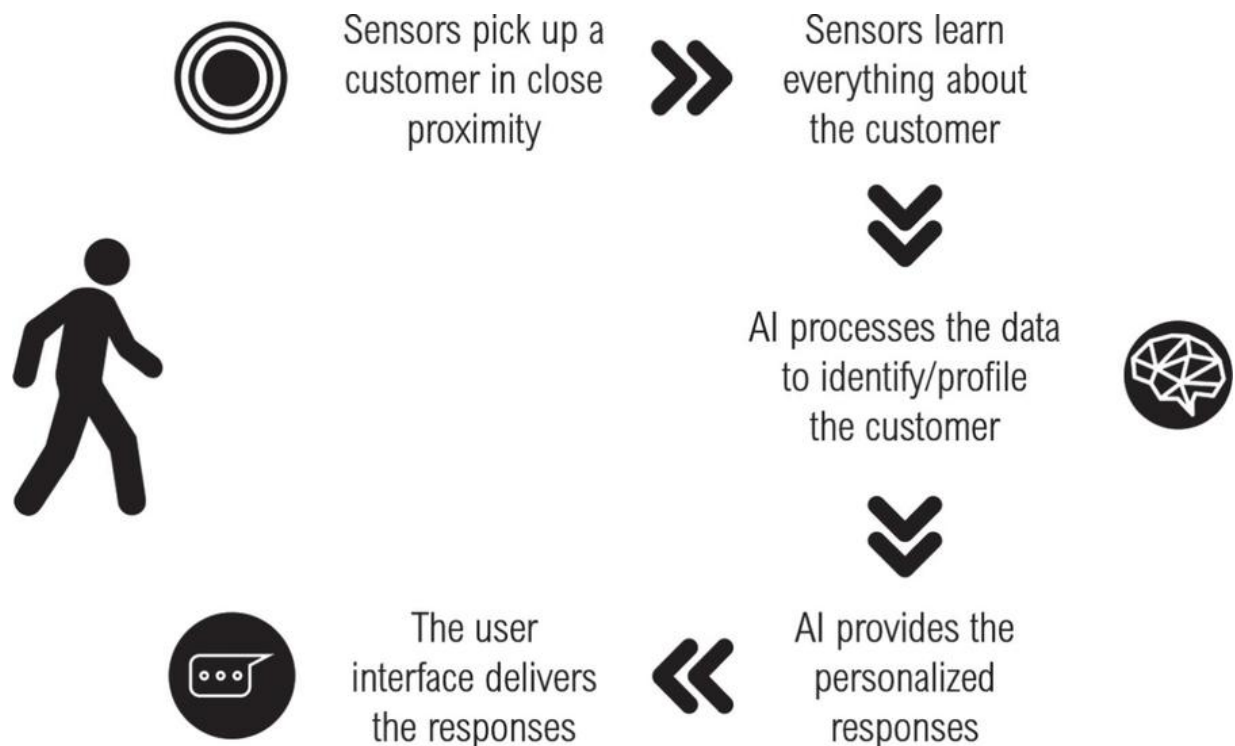 Sensors pick up a
customer in close
proximity
Sensors learn
everything about
the customer
AI processes the data
to identify/profile
the customer
AI provides the
personalized
responses
The user
interface delivers
the responses